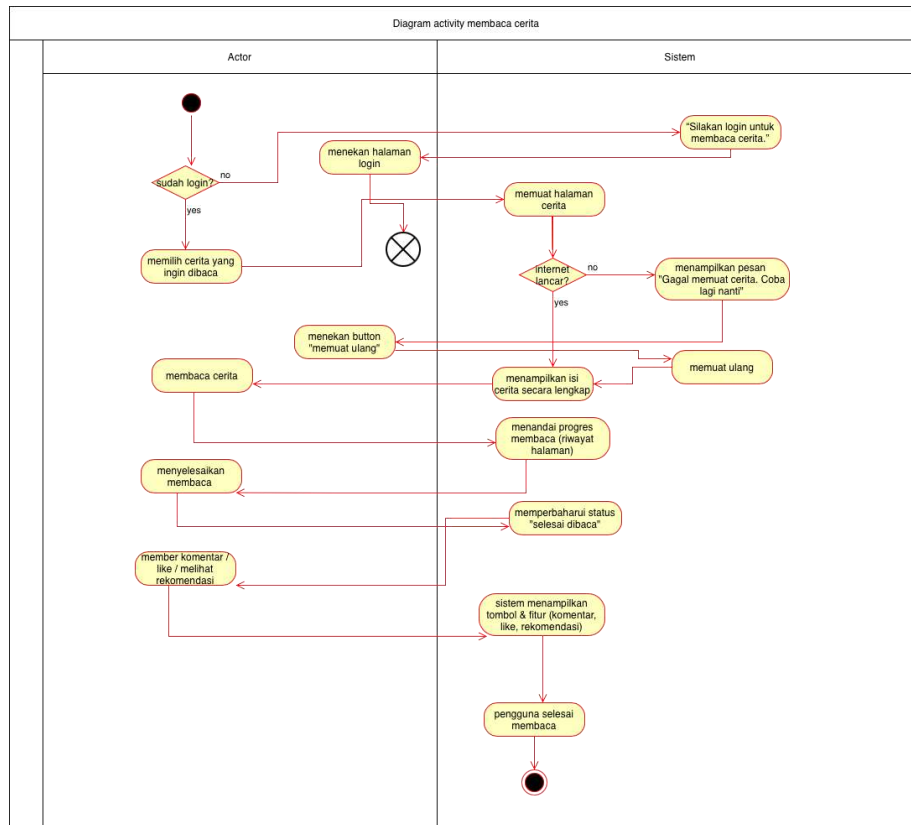 Diagram activity membaca cerita
Actor
Sistem
"Silakan login untuk
membaca cerita."
menekan halaman
login
sudah login?
no
yes
memuat halaman
cerita
memilih cerita yang
ingin dibaca
internet
lancar?
no
yes
menampilkan pesan
"Gagal memuat cerita. Coba
lagi nanti"
menekan button
"memuat ulang"
memuat ulang
membaca cerita
menampilkan isi
cerita secara lengkap
menandai progres
membaca (riwayat
halaman)
menyelesaikan
membaca
memperbaharui status
"selesai dibaca"
member komentar /
like / melihat
rekomendasi
sistem menampilkan
tombol & fitur (komentar,
like, rekomendasi)
pengguna selesai
membaca